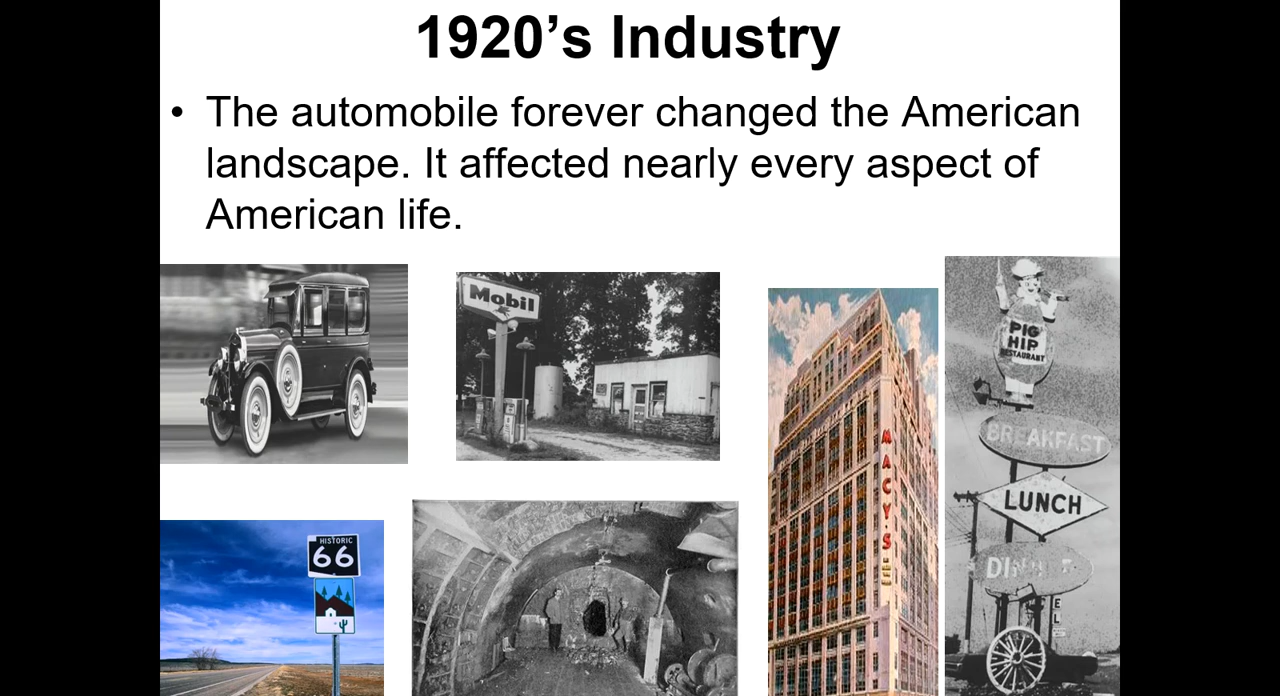 1920’s Industry
• The automobile forever changed the American
landscape. It affected nearly every aspect of
American life.
Mobil
MACY'S
PIG
HIP
RESTAURANT
BREAKFAST
LUNCH
HISTORIC
66